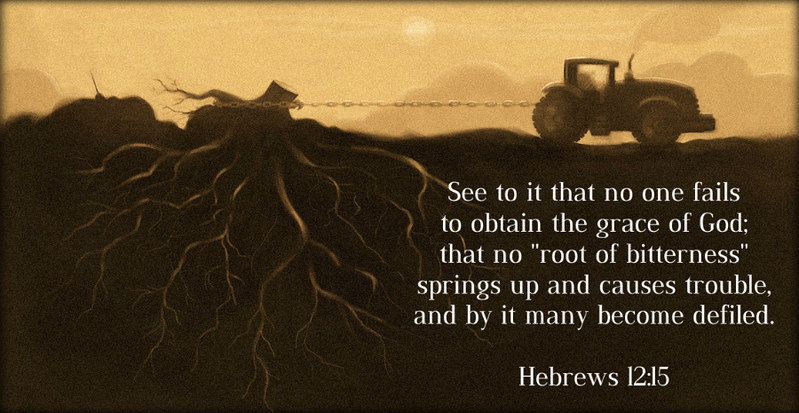 See to it that no one fails
to obtain the grace of God;
that no "root of bitterness"
springs up and causes trouble,
and by it many become defiled.
Hebrews 12:15